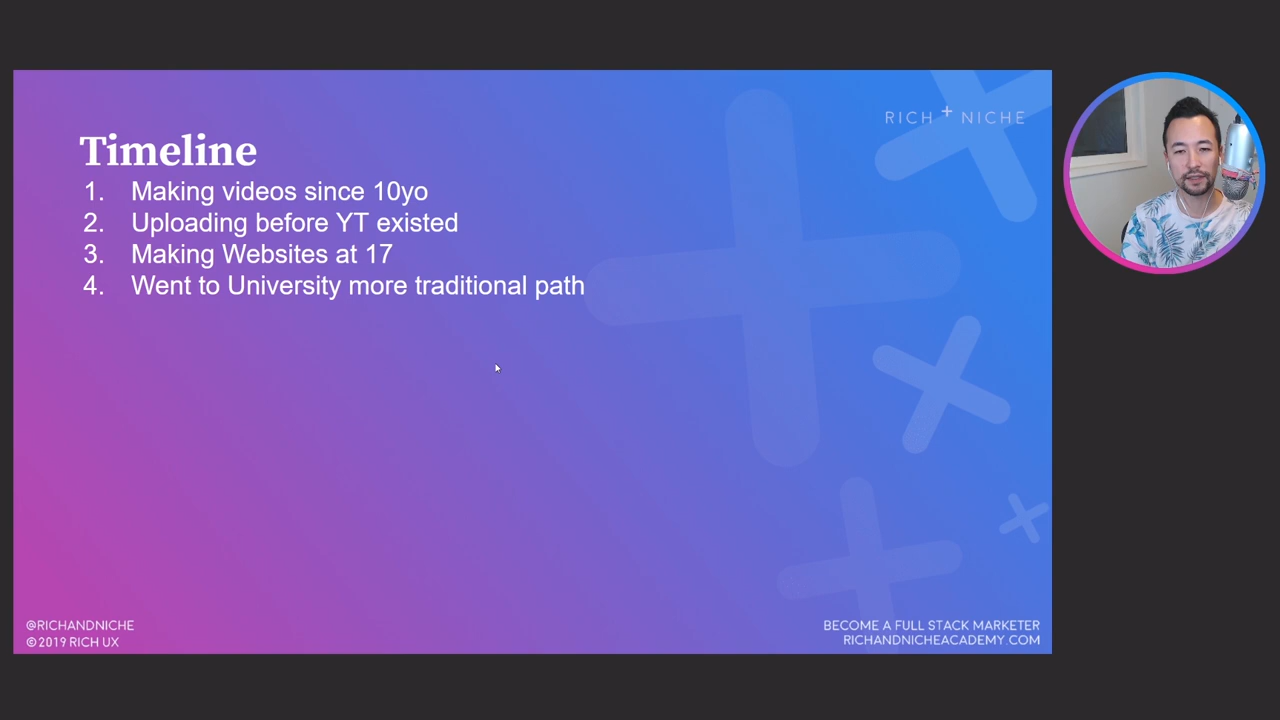 RICH + NICHE
Timeline
1. Making videos since 10yo
2. Uploading before YT existed
3. Making Websites at 17
4. Went to University more traditional path
@RICHANDNICHE
©2019 RICH UX
BECOME A FULL STACK MARKETER
RICHANDNICHEACADEMY.COM